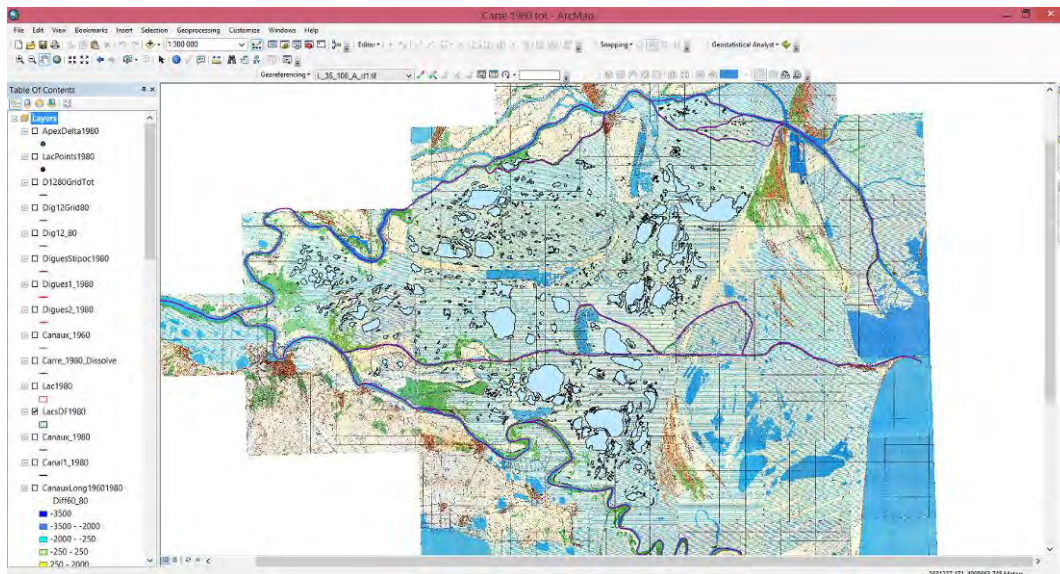 Carte 1980 tot - ArcMap
File Edit View Bookmarks Insert Selection Geoprocessing Customize Windows Help
1:300 000 Editor Snapping Geostatistical Analyst
Georeferencing L_35_106_A_d1.tif
Table Of Contents
Layers
ApexDelta1980
LacPoints1980
D1280GridTot
Dig12Grid80
Dig12_80
DiguesStipoc1980
Digues1_1980
Digues2_1980
Canaux_1960
Carre_1980_Dissolve
Lac1980
LacsDF1980
Canaux_1980
Canal1_1980
CanauxLong19601980
Diff60_80
-3500
-3500 - -2000
-2000 - -250
-250 - 250
250 - 2000